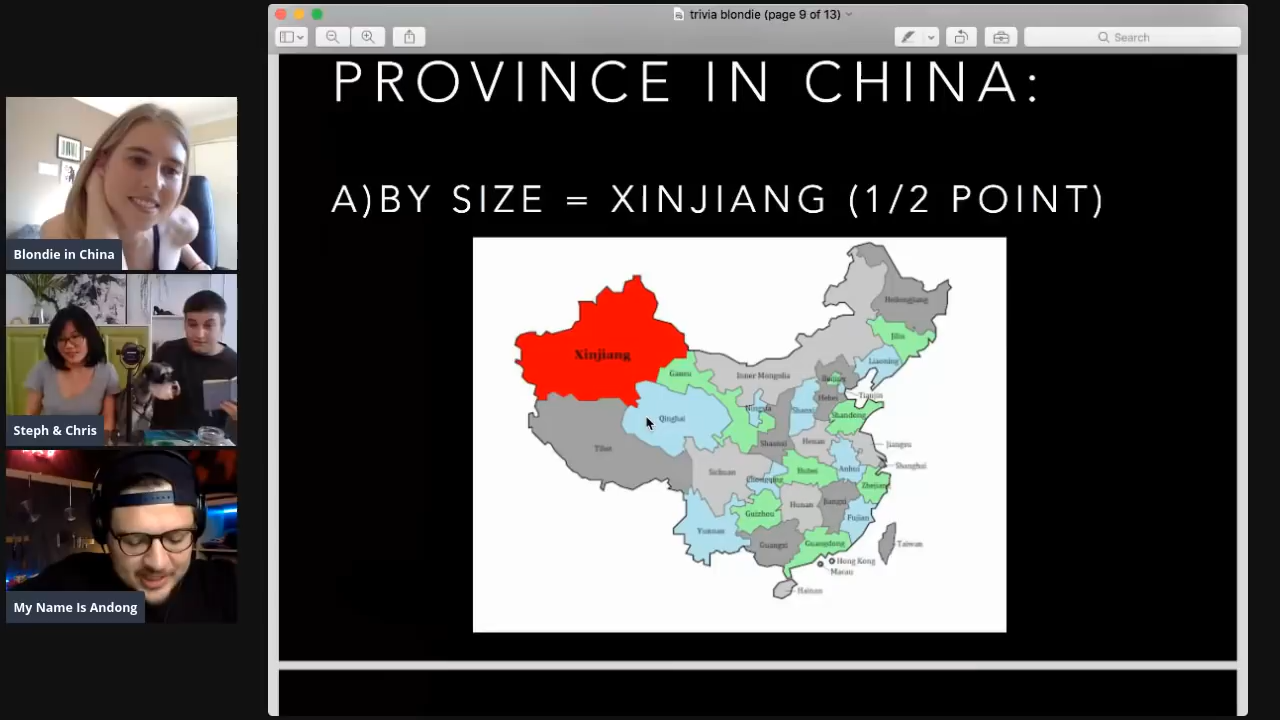 trivia blondie (page 9 of 13)
Search
PROVINCE IN CHINA:
A)BY SIZE = XINJIANG (1/2 POINT)
Heilongjiang
Jilin
Liaoning
Xinjiang
Gansu
Inner Mongolia
Beijing
Tianjin
Hebei
Ningxia
Shanxi
Shandong
Qinghai
Tibet
Shaanxi
Henan
Jiangsu
Shanghai
Sichuan
Chongqing
Hubei
Anhui
Zhejiang
Guizhou
Hunan
Jiangxi
Fujian
Yunnan
Guangxi
Guangdong
Taiwan
Hong Kong
Macau
Hainan
Blondie in China
Steph & Chris
My Name Is Andong